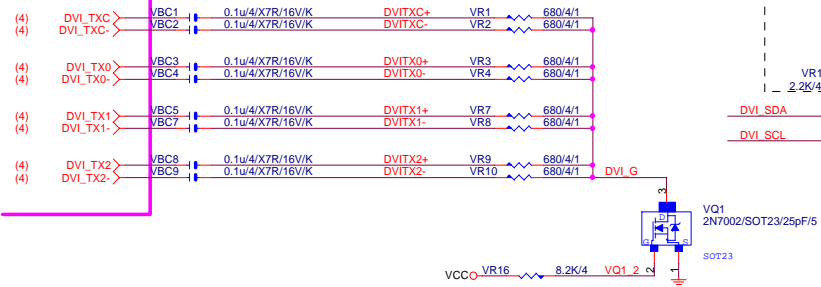 (4) DVI_TXC VBC1 0.1u/4/X7R/16V/K DVITXC+ VR1 680/4/1
(4) DVI_TXC- VBC2 0.1u/4/X7R/16V/K DVITXC- VR2 680/4/1
(4) DVI_TX0 VBC3 0.1u/4/X7R/16V/K DVITX0+ VR3 680/4/1
(4) DVI_TX0- VBC4 0.1u/4/X7R/16V/K DVITX0- VR4 680/4/1
VR1
2.2K/4
(4) DVI_TX1 VBC5 0.1u/4/X7R/16V/K DVITX1+ VR7 680/4/1
DVI_SDA
(4) DVI_TX1- VBC7 0.1u/4/X7R/16V/K DVITX1- VR8 680/4/1
DVI_SCL
(4) DVI_TX2 VBC8 0.1u/4/X7R/16V/K DVITX2+ VR9 680/4/1
(4) DVI_TX2- VBC9 0.1u/4/X7R/16V/K DVITX2- VR10 680/4/1 DVI_G
3
VQ1
D
2N7002/SOT23/25pF/5
G S
SOT23
VCC VR16 8.2K/4 VQ1_2 2 1